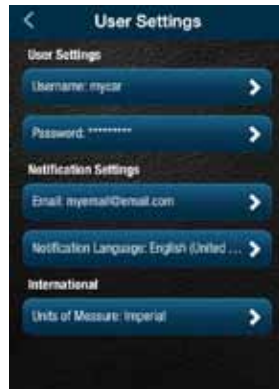 User Settings
User Settings
Username: mycar
Password: *********
Notification Settings
Email: myemail@email.com
Notification Language: English (United ...
International
Units of Measure: Imperial